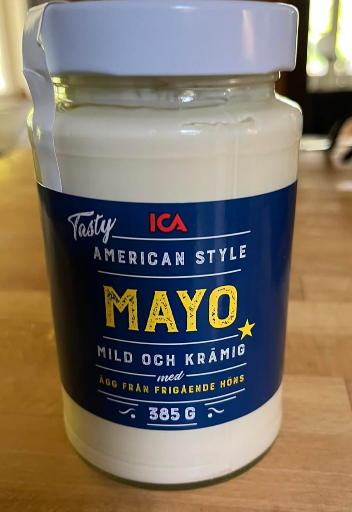 Tasty ICA
AMERICAN STYLE
MAYO
MILD OCH KRÄMIG
med
ÄGG FRÅN FRIGÅENDE HÖNS
385 G